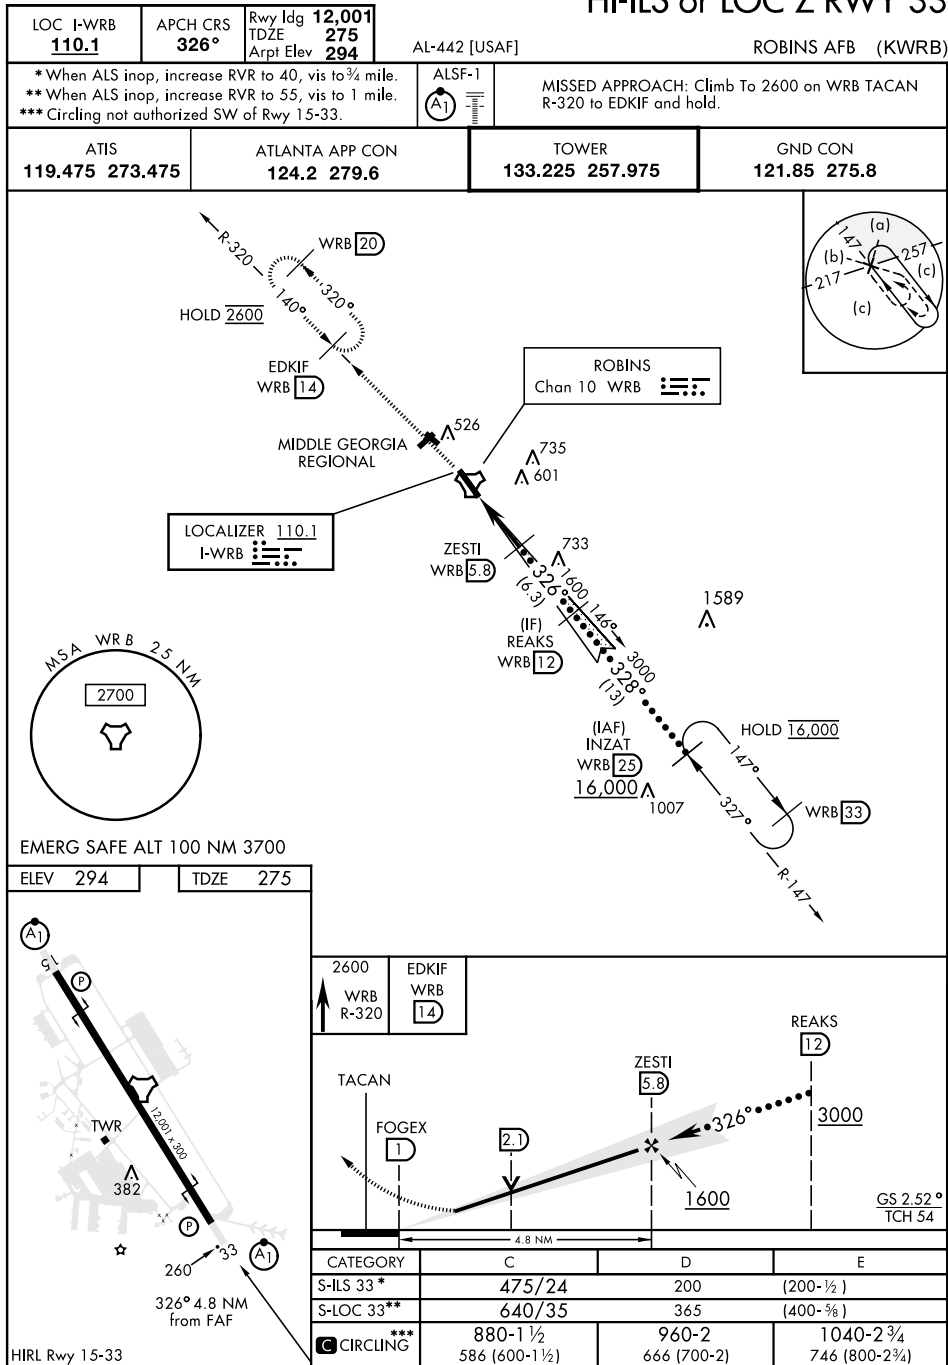 HI-ILS or LOC Z RWY 33
LOC I-WRB
110.1
APCH CRS
326°
Rwy ldg 12,001
TDZE 275
Arpt Elev 294
AL-442 [USAF]
ROBINS AFB (KWRB)
* When ALS inop, increase RVR to 40, vis to ¾ mile.
** When ALS inop, increase RVR to 55, vis to 1 mile.
*** Circling not authorized SW of Rwy 15-33.
ALSF-1
A1
MISSED APPROACH: Climb To 2600 on WRB TACAN
R-320 to EDKIF and hold.
ATIS
119.475 273.475
ATLANTA APP CON
124.2 279.6
TOWER
133.225 257.975
GND CON
121.85 275.8
R-320
WRB 20
140°
320°
HOLD 2600
EDKIF
WRB 14
147
(a)
(b)
257
217
(c)
(c)
ROBINS
Chan 10 WRB
MIDDLE GEORGIA
REGIONAL
526
735
601
LOCALIZER 110.1
I-WRB
ZESTI
WRB 5.8
733
326°
(6.3)
1600
146°
1589
(IF)
REAKS
WRB 12
3000
328°
(13)
MSA WRB 25 NM
2700
(IAF)
INZAT
WRB 25
16,000
1007
HOLD 16,000
147°
327°
WRB 33
R-147
EMERG SAFE ALT 100 NM 3700
ELEV 294
TDZE 275
A1
15
P
12,001 x 300
TWR
382
P
33
A1
260
326° 4.8 NM
from FAF
HIRL Rwy 15-33
2600
WRB
R-320
EDKIF
WRB
14
TACAN
FOGEX
1
2.1
ZESTI
5.8
REAKS
12
326°
3000
1600
GS 2.52°
TCH 54
4.8 NM
CATEGORY C D E
S-ILS 33 * 475/24 200 (200-½)
S-LOC 33** 640/35 365 (400-⅝)
C CIRCLING *** 880-1½ 960-2 1040-2¾
586 (600-1½) 666 (700-2) 746 (800-2¾)